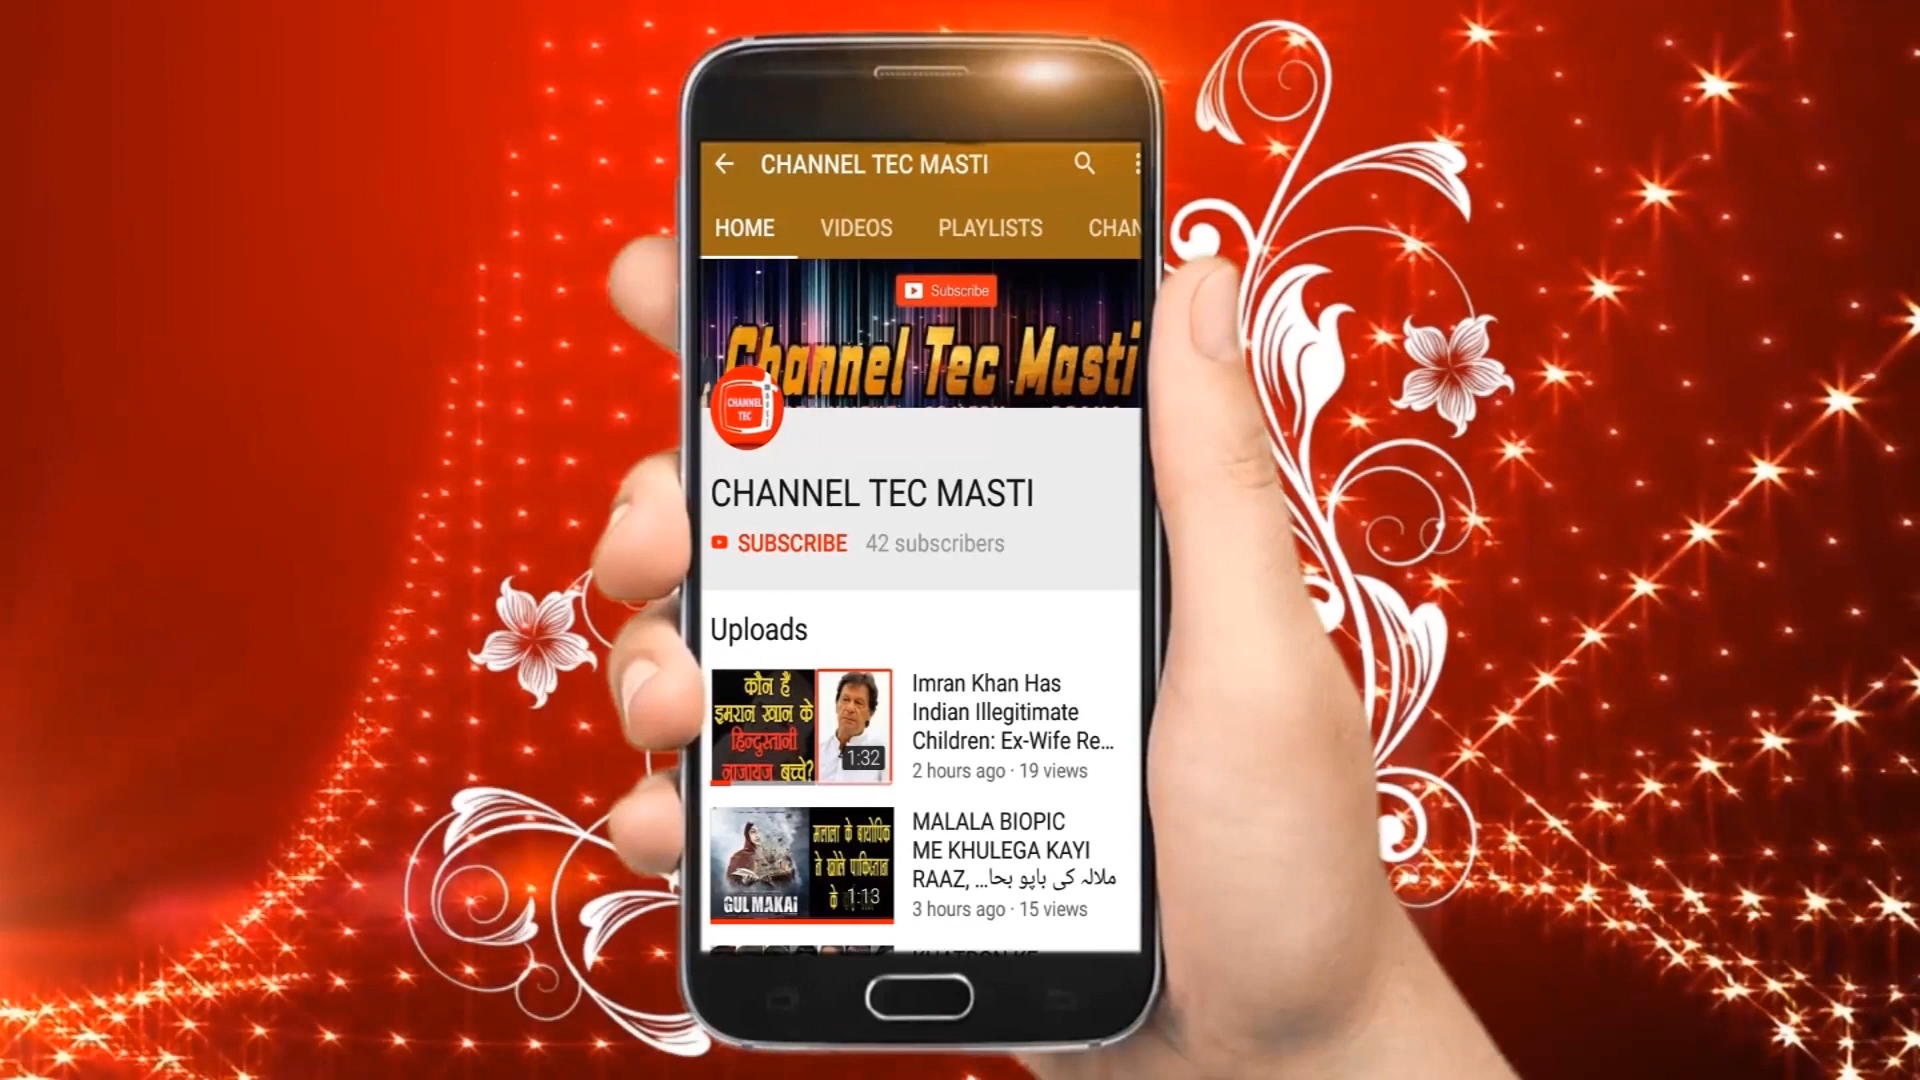 CHANNEL TEC MASTI
HOME VIDEOS PLAYLISTS CHAN
Subscribe
Channel Tec Masti
CHANNEL
TEC
CHANNEL TEC MASTI
SUBSCRIBE 42 subscribers
Uploads
कौन हैं
इमरान खान के
हिन्दुस्तानी
नाजायज बच्चे?
1:32
Imran Khan Has
Indian Illegitimate
Children: Ex-Wife Re...
2 hours ago · 19 views
मलाला के बायोपिक
ने खोले पाकिस्तान
के
1:13
GUL MAKAI
MALALA BIOPIC
ME KHULEGA KAYI
RAAZ, ...ملالہ کی باپو بحا
3 hours ago · 15 views